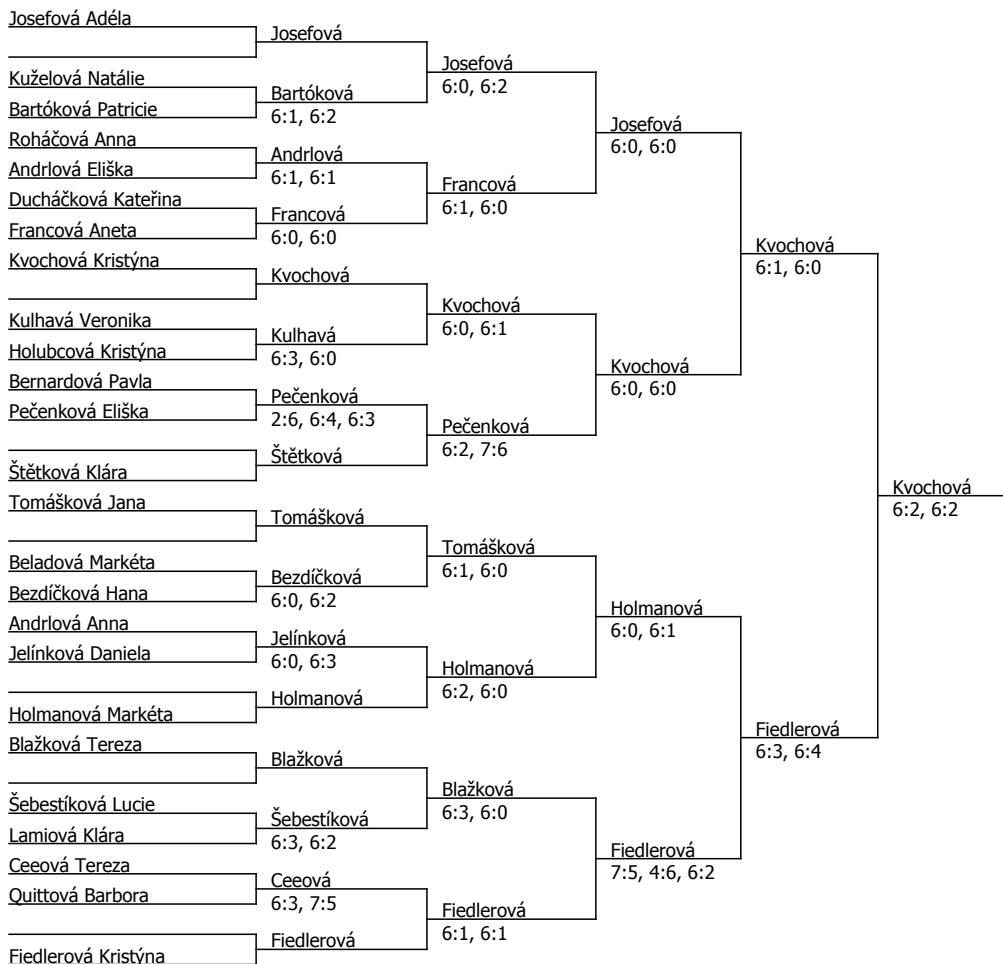 Josefová Adéla
Josefová
Josefová
6:0, 6:2
Kuželová Natálie
Bartóková
6:1, 6:2
Bartóková Patricie
Josefová
6:0, 6:0
Roháčová Anna
Andrlová
6:1, 6:1
Andrlová Eliška
Francová
6:1, 6:0
Ducháčková Kateřina
Francová
6:0, 6:0
Francová Aneta
Kvochová
6:1, 6:0
Kvochová Kristýna
Kvochová
Kvochová
6:0, 6:1
Kulhavá Veronika
Kulhavá
6:3, 6:0
Holubcová Kristýna
Kvochová
6:0, 6:0
Bernardová Pavla
Pečenková
2:6, 6:4, 6:3
Pečenková Eliška
Pečenková
6:2, 7:6
Štětková
Štětková Klára
Kvochová
6:2, 6:2
Tomášková Jana
Tomášková
Tomášková
6:1, 6:0
Beladová Markéta
Bezdíčková
6:0, 6:2
Bezdíčková Hana
Holmanová
6:0, 6:1
Andrlová Anna
Jelínková
6:0, 6:3
Jelínková Daniela
Holmanová
6:2, 6:0
Holmanová
Holmanová Markéta
Fiedlerová
6:3, 6:4
Blažková Tereza
Blažková
Blažková
6:3, 6:0
Šebestíková Lucie
Šebestíková
6:3, 6:2
Lamiová Klára
Fiedlerová
7:5, 4:6, 6:2
Ceeová Tereza
Ceeová
6:3, 7:5
Quittová Barbora
Fiedlerová
6:1, 6:1
Fiedlerová
Fiedlerová Kristýna